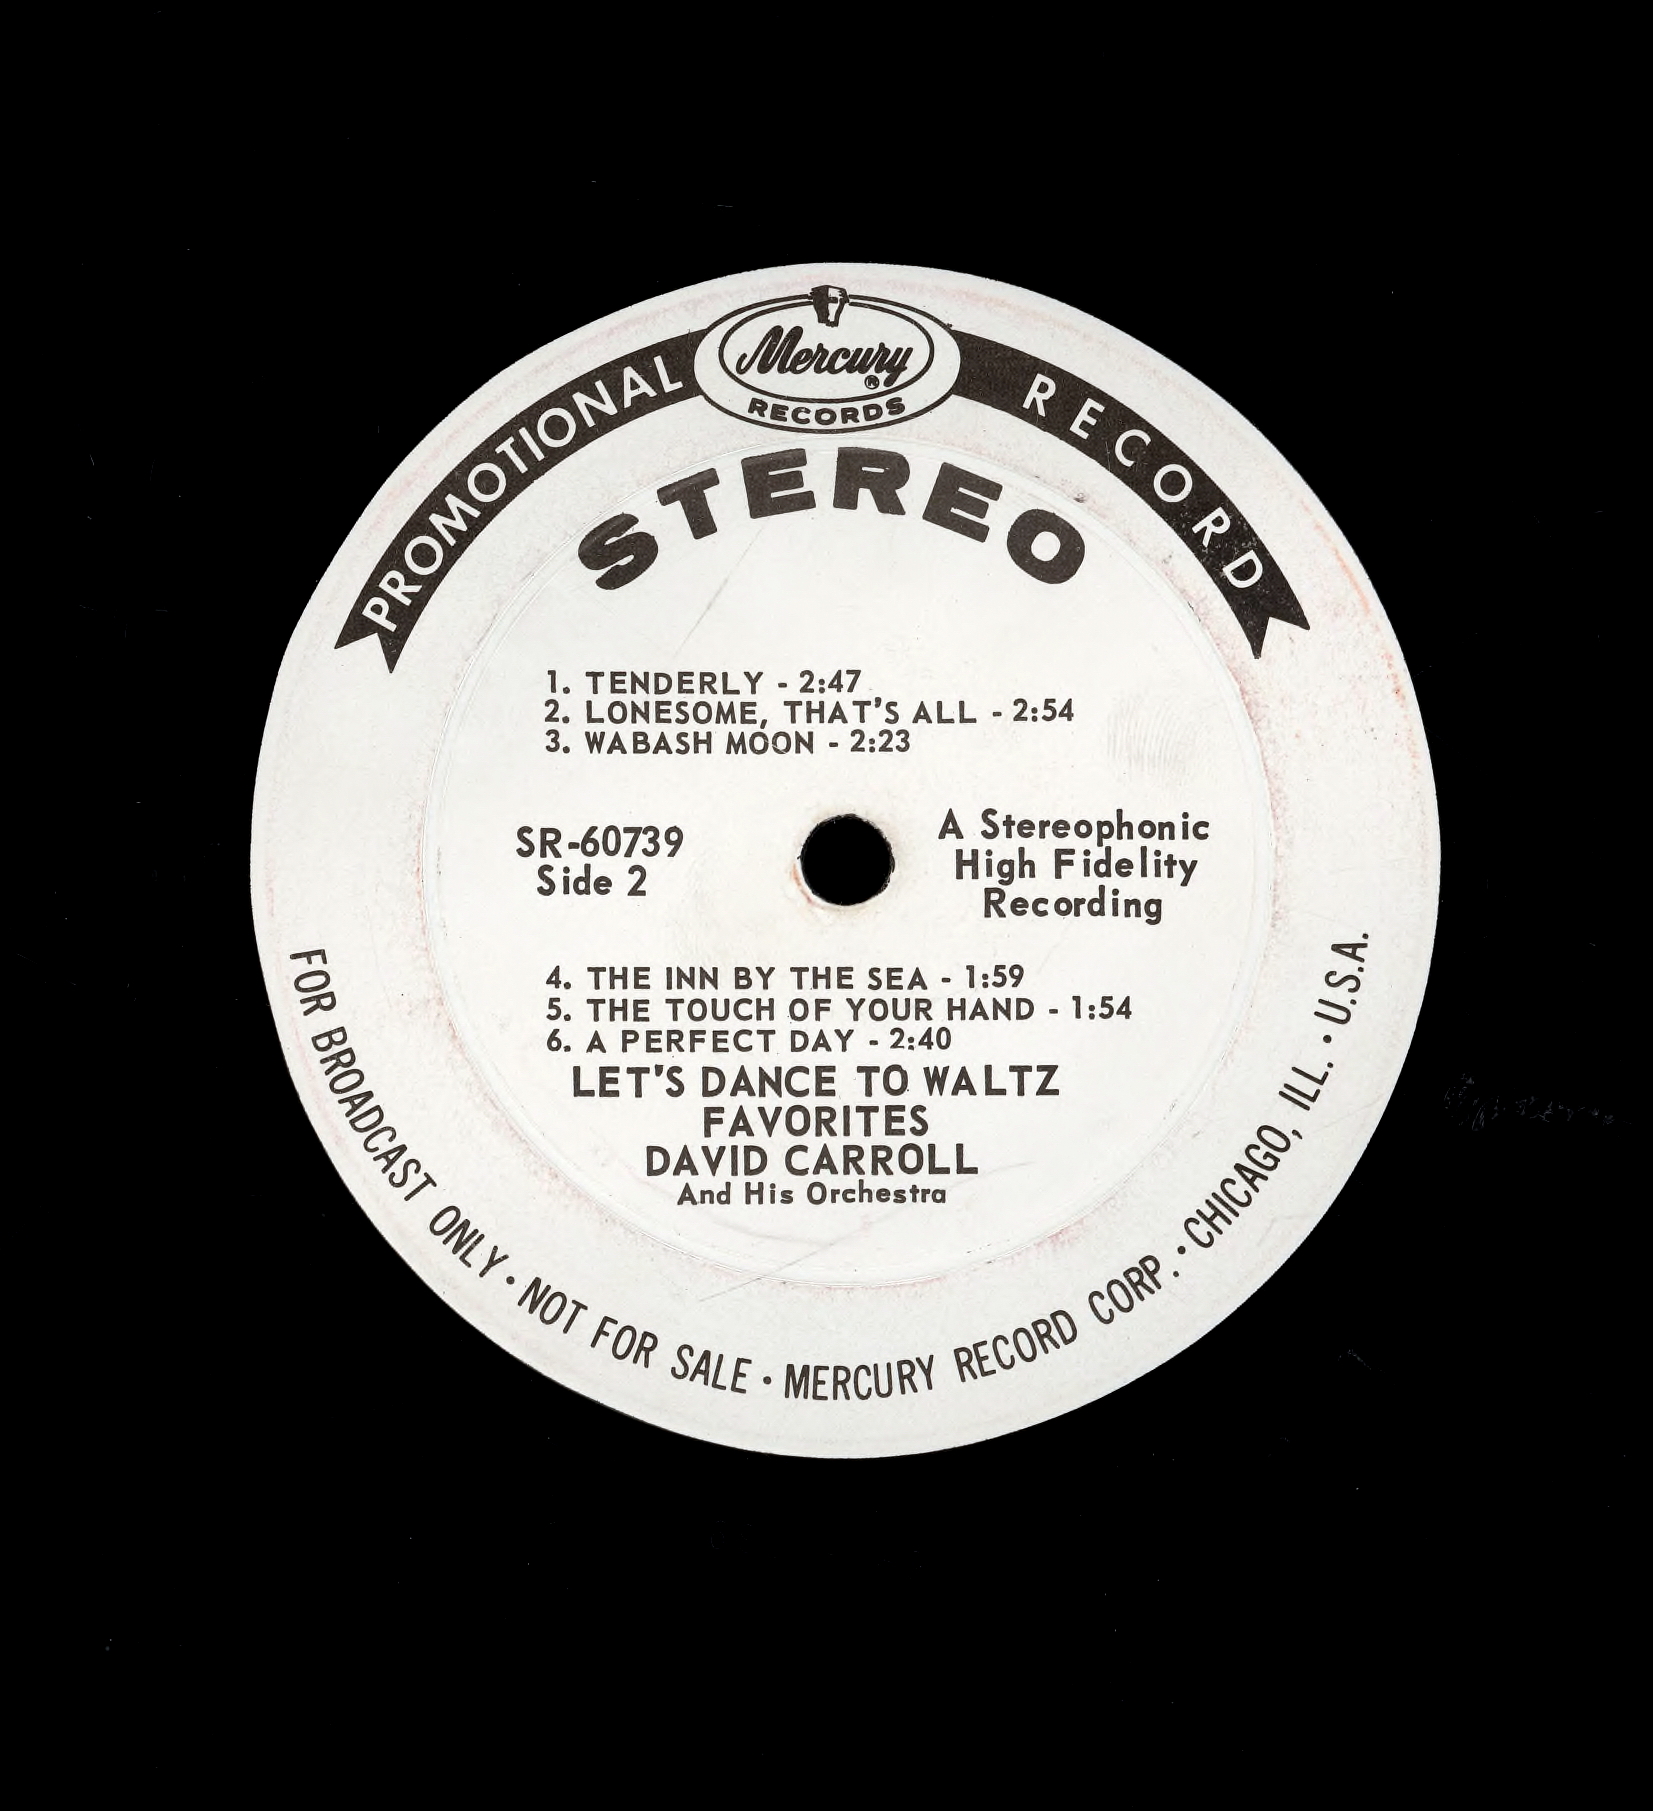 PROMOTIONAL RECORD
Mercury ®
RECORDS
STEREO
1. TENDERLY - 2:47
2. LONESOME, THAT'S ALL - 2:54
3. WABASH MOON - 2:23
SR-60739
Side 2
A Stereophonic
High Fidelity
Recording
4. THE INN BY THE SEA - 1:59
5. THE TOUCH OF YOUR HAND - 1:54
6. A PERFECT DAY - 2:40
LET'S DANCE TO WALTZ
FAVORITES
DAVID CARROLL
And His Orchestra
FOR BROADCAST ONLY • NOT FOR SALE • MERCURY RECORD CORP. • CHICAGO, ILL. • U.S.A.